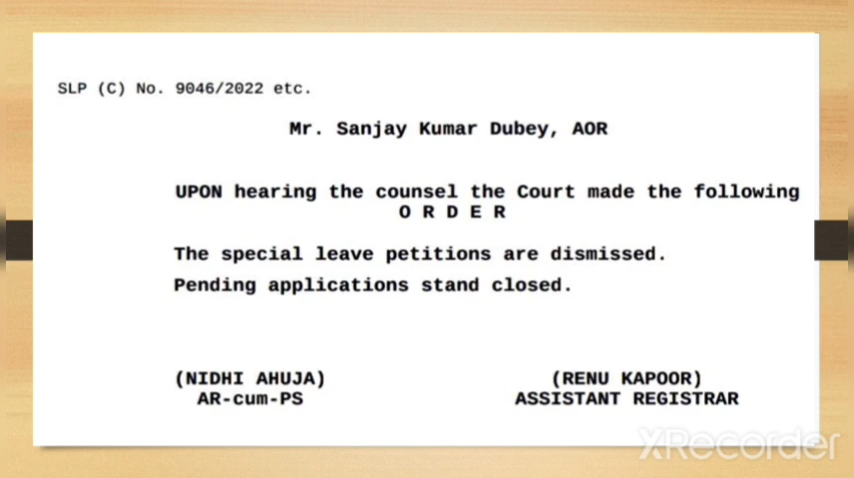 SLP (C) No. 9046/2022 etc.
Mr. Sanjay Kumar Dubey, AOR
UPON hearing the counsel the Court made the following
O R D E R
The special leave petitions are dismissed.
Pending applications stand closed.
(NIDHI AHUJA) (RENU KAPOOR)
AR-cum-PS ASSISTANT REGISTRAR
XRecorder